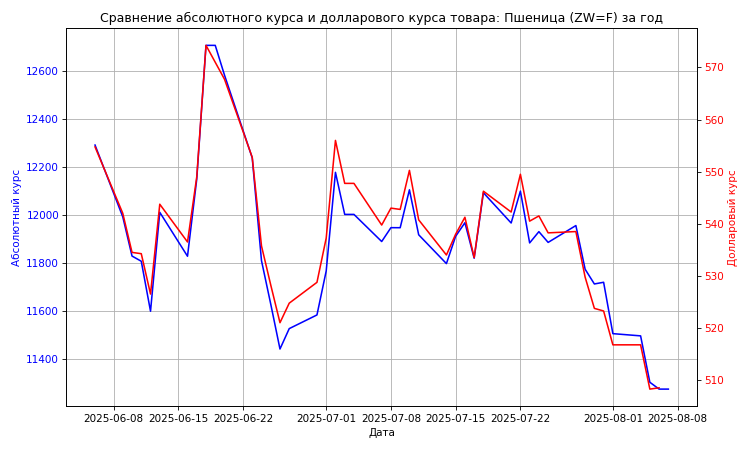 Сравнение абсолютного курса и долларового курса товара: Пшеница (ZW=F) за год
Абсолютный курс
12600
12400
12200
12000
11800
11600
11400
570
560
550
540
530
520
510
Долларовый курс
2025-06-08 2025-06-15 2025-06-22 2025-07-01 2025-07-08 2025-07-15 2025-07-22 2025-08-01 2025-08-08
Дата